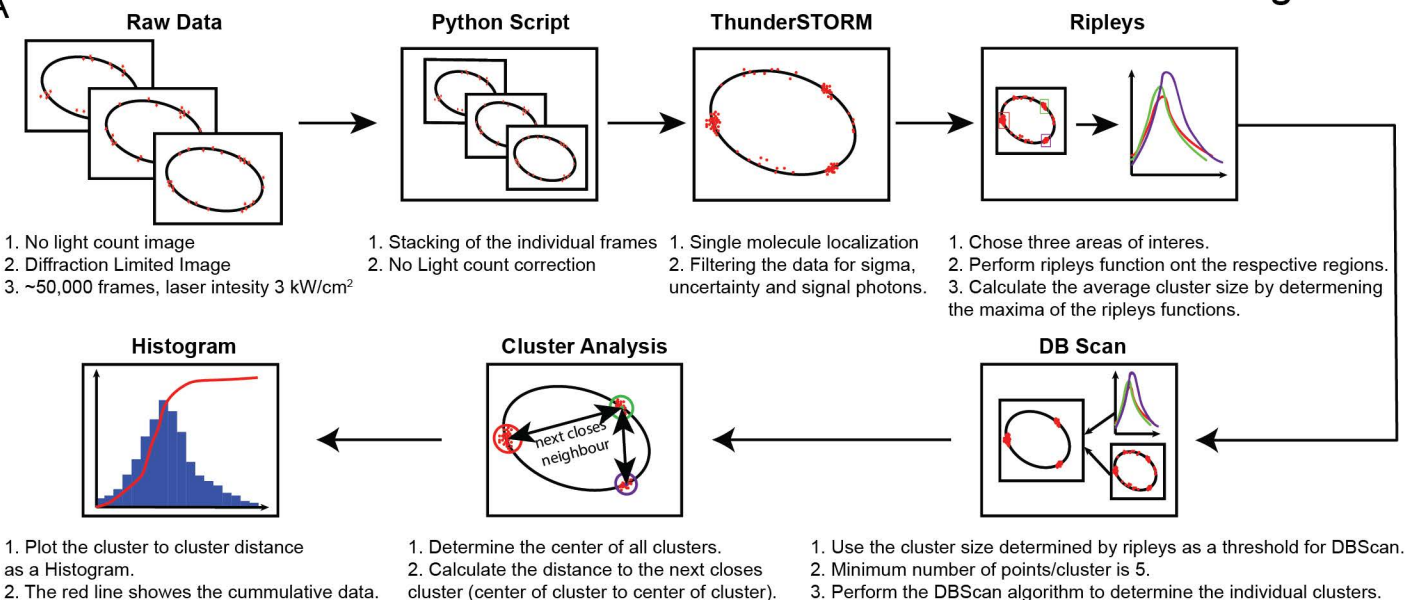 A
g
Raw Data
Python Script
ThunderSTORM
Ripleys
1. No light count image
2. Diffraction Limited Image
3. ~50,000 frames, laser intesity 3 kW/cm²
1. Stacking of the individual frames
2. No Light count correction
1. Single molecule localization
2. Filtering the data for sigma,
uncertainty and signal photons.
1. Chose three areas of interes.
2. Perform ripleys function ont the respective regions.
3. Calculate the average cluster size by determening
the maxima of the ripleys functions.
Histogram
Cluster Analysis
DB Scan
next closes
neighbour
1. Plot the cluster to cluster distance
as a Histogram.
2. The red line showes the cummulative data.
1. Determine the center of all clusters.
2. Calculate the distance to the next closes
cluster (center of cluster to center of cluster).
1. Use the cluster size determined by ripleys as a threshold for DBScan.
2. Minimum number of points/cluster is 5.
3. Perform the DBScan algorithm to determine the individual clusters.